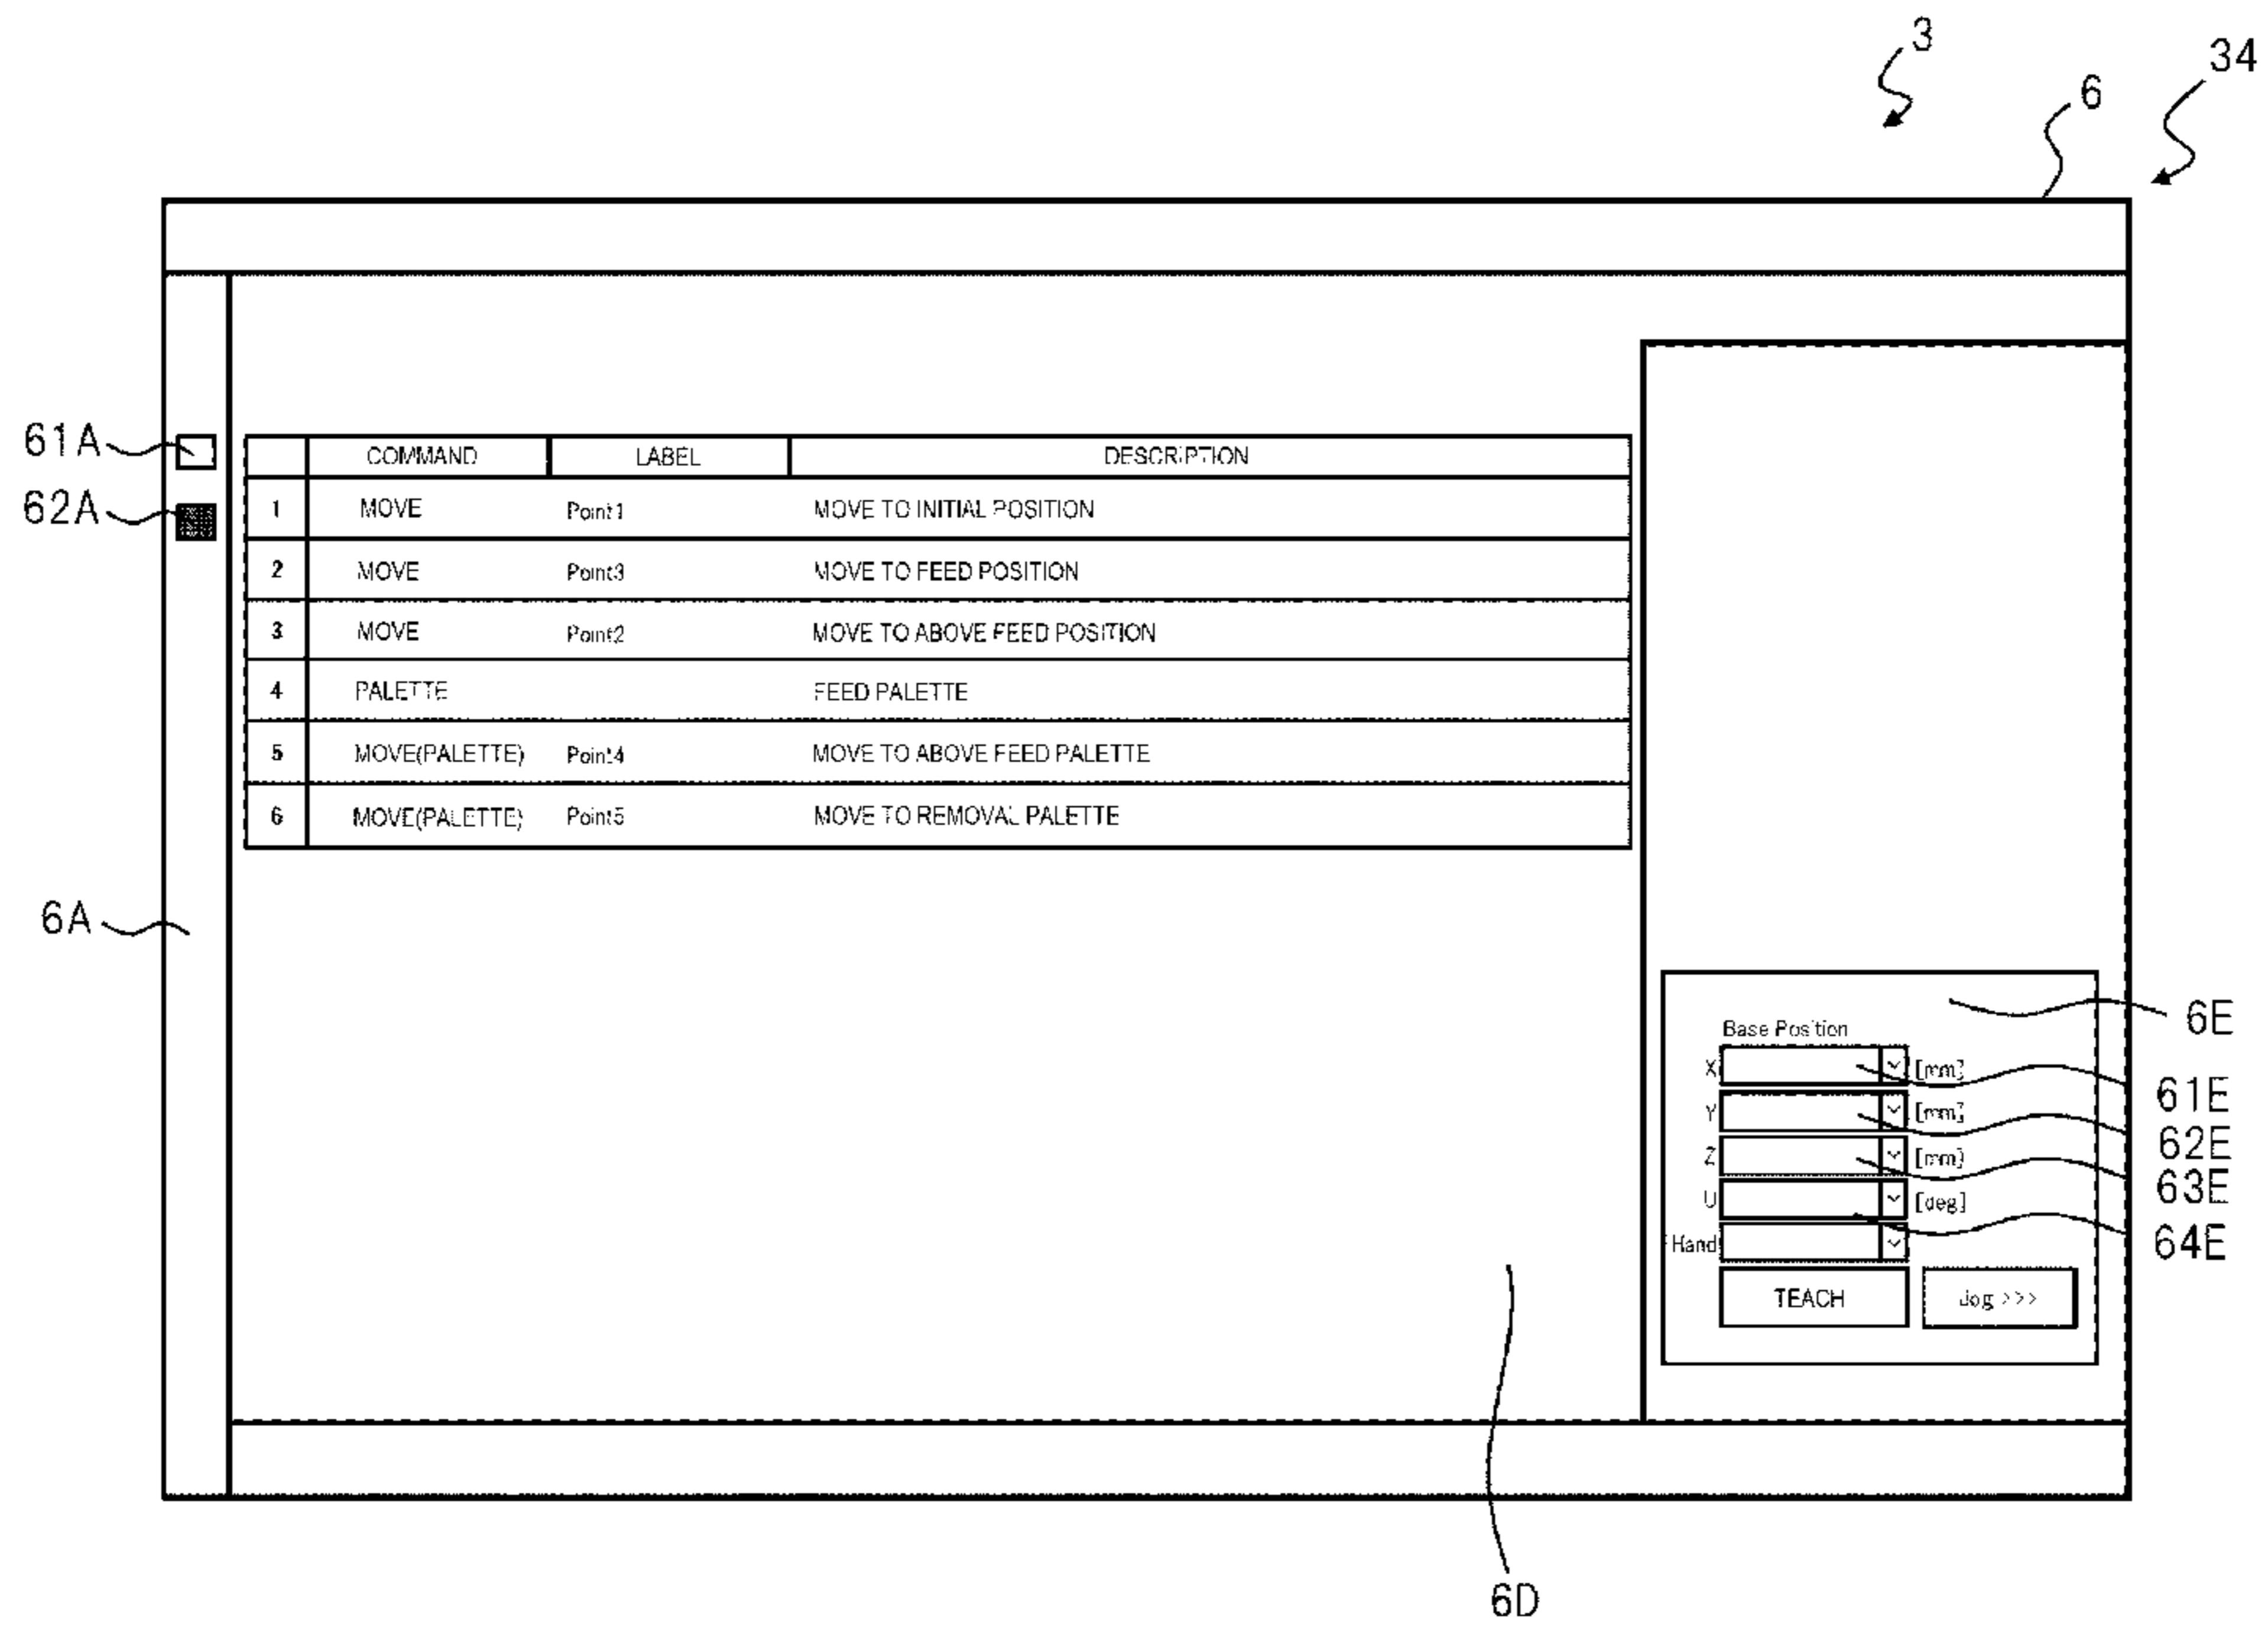 3
34
6
61A
62A
COMMAND LABEL DESCRIPTION
1 MOVE Point1 MOVE TO INITIAL POSITION
2 MOVE Point3 MOVE TO FEED POSITION
3 MOVE Point2 MOVE TO ABOVE FEED POSITION
4 PALETTE FEED PALETTE
5 MOVE(PALETTE) Point4 MOVE TO ABOVE FEED PALETTE
6 MOVE(PALETTE) Point5 MOVE TO REMOVAL PALETTE
6A
6E
Base Position
X [mm]
61E
Y [mm]
62E
Z [mm]
63E
U [deg]
64E
Hand
TEACH Jog >>>
6D